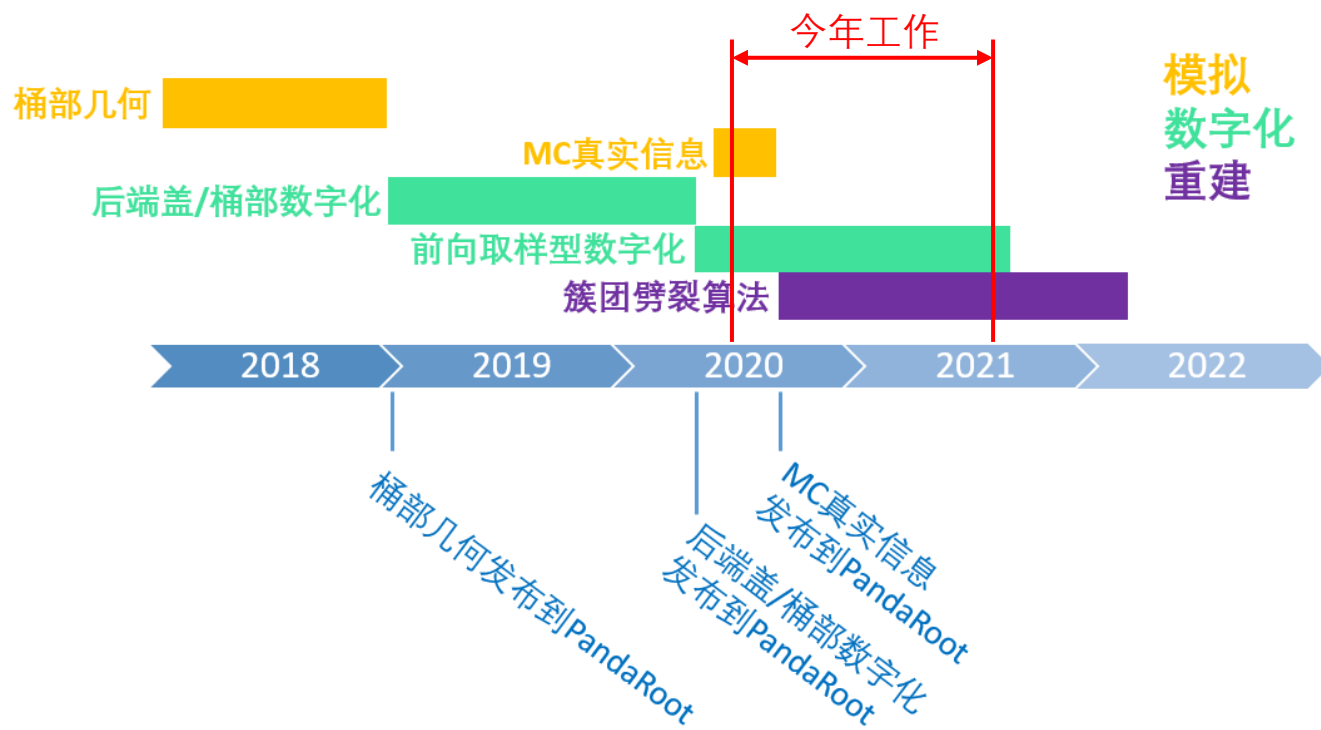 今年工作
模拟
数字化
重建
桶部几何
MC真实信息
后端盖/桶部数字化
前向取样型数字化
簇团劈裂算法
2018
2019
2020
2021
2022
桶部几何发布到PandaRoot
后端盖/桶部数字化
发布到PandaRoot
MC真实信息
发布到PandaRoot